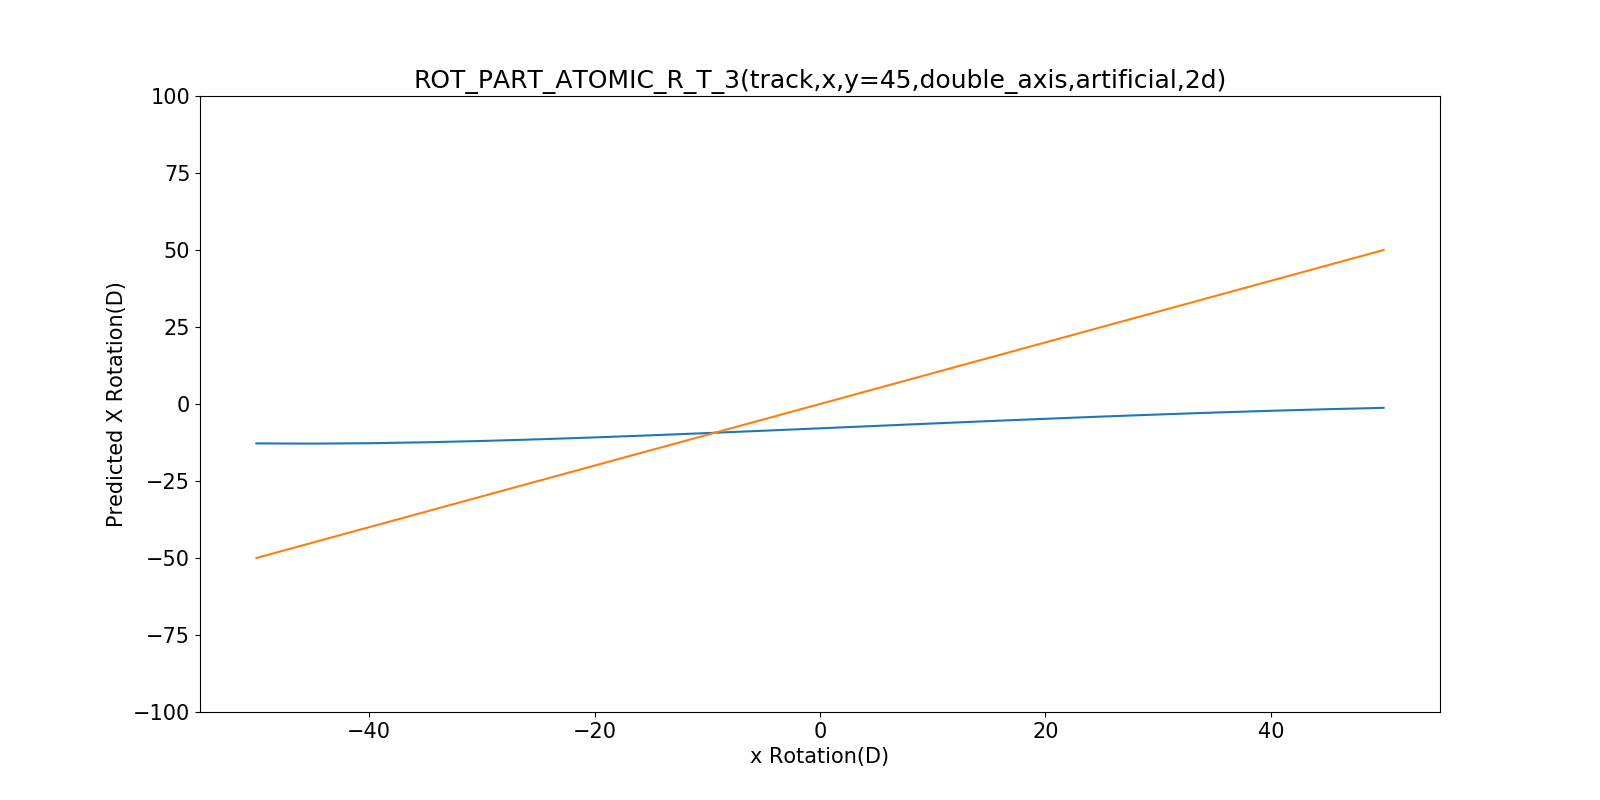 ROT_PART_ATOMIC_R_T_3(track,x,y=45,double_axis,artificial,2d)
100
75
50
25
0
−25
−50
−75
−100
Predicted X Rotation(D)
−40 −20 0 20 40
x Rotation(D)